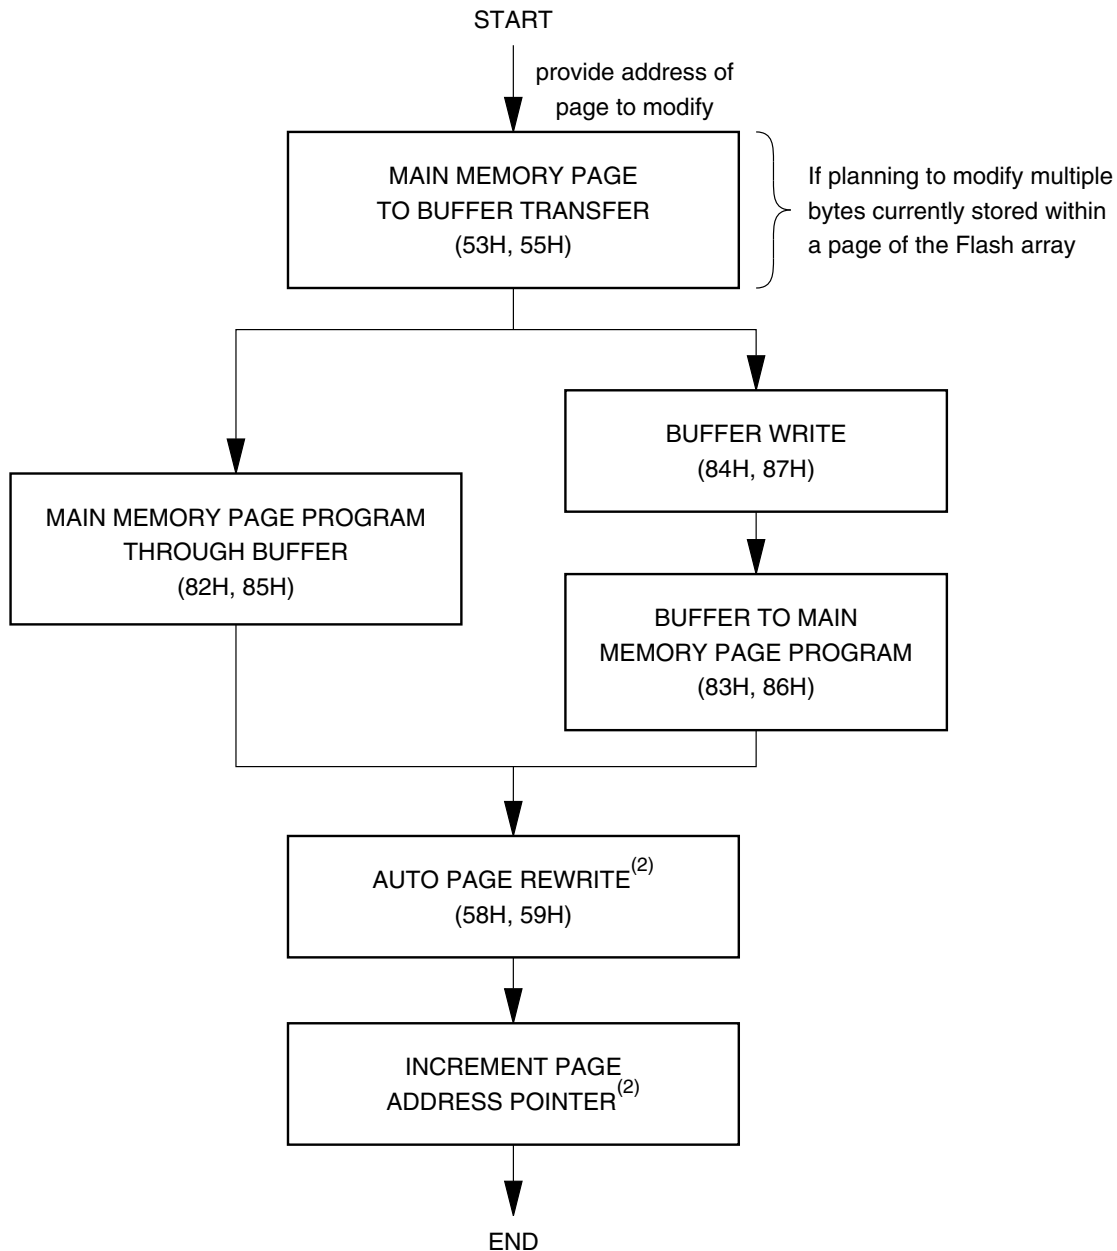 START
provide address of
page to modify
MAIN MEMORY PAGE
TO BUFFER TRANSFER
(53H, 55H)
If planning to modify multiple
bytes currently stored within
a page of the Flash array
BUFFER WRITE
(84H, 87H)
MAIN MEMORY PAGE PROGRAM
THROUGH BUFFER
(82H, 85H)
BUFFER TO MAIN
MEMORY PAGE PROGRAM
(83H, 86H)
AUTO PAGE REWRITE(2)
(58H, 59H)
INCREMENT PAGE
ADDRESS POINTER(2)
END